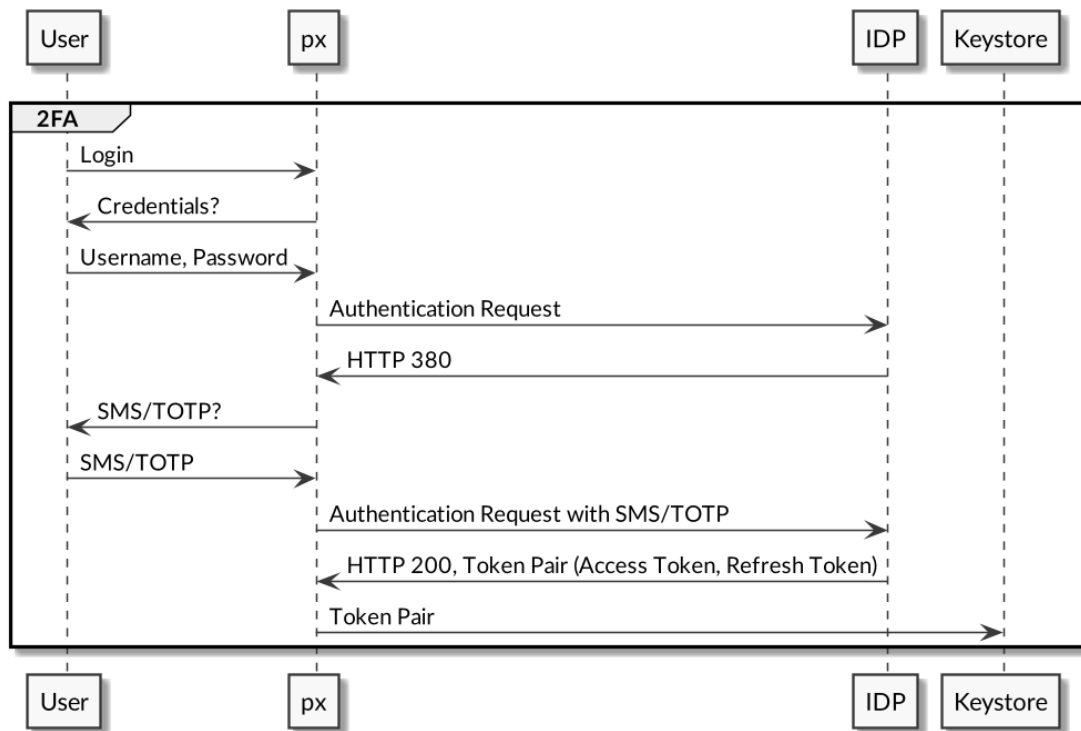 User px IDP Keystore
2FA
Login
Credentials?
Username, Password
Authentication Request
HTTP 380
SMS/TOTP?
SMS/TOTP
Authentication Request with SMS/TOTP
HTTP 200, Token Pair (Access Token, Refresh Token)
Token Pair
User px IDP Keystore